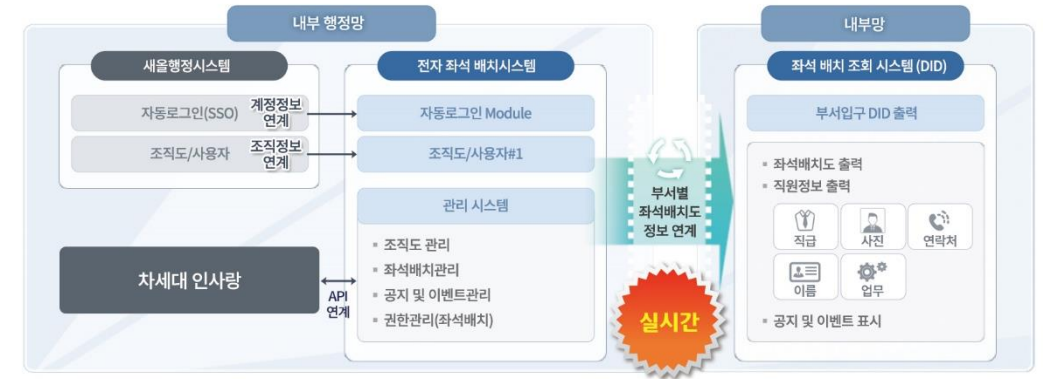 내부 행정망
새올행정시스템
자동로그인(SSO)
계정정보
연계
조직도/사용자
조직정보
연계
차세대 인사랑
API
연계
전자 좌석 배치시스템
자동로그인 Module
조직도/사용자#1
관리 시스템
▪ 조직도 관리
▪ 좌석배치관리
▪ 공지 및 이벤트관리
▪ 권한관리(좌석배치)
부서별
좌석배치도
정보 연계
실시간
내부망
좌석 배치 조회 시스템 (DID)
부서입구 DID 출력
▪ 좌석배치도 출력
▪ 직원정보 출력
직급
사진
연락처
이름
업무
▪ 공지 및 이벤트 표시